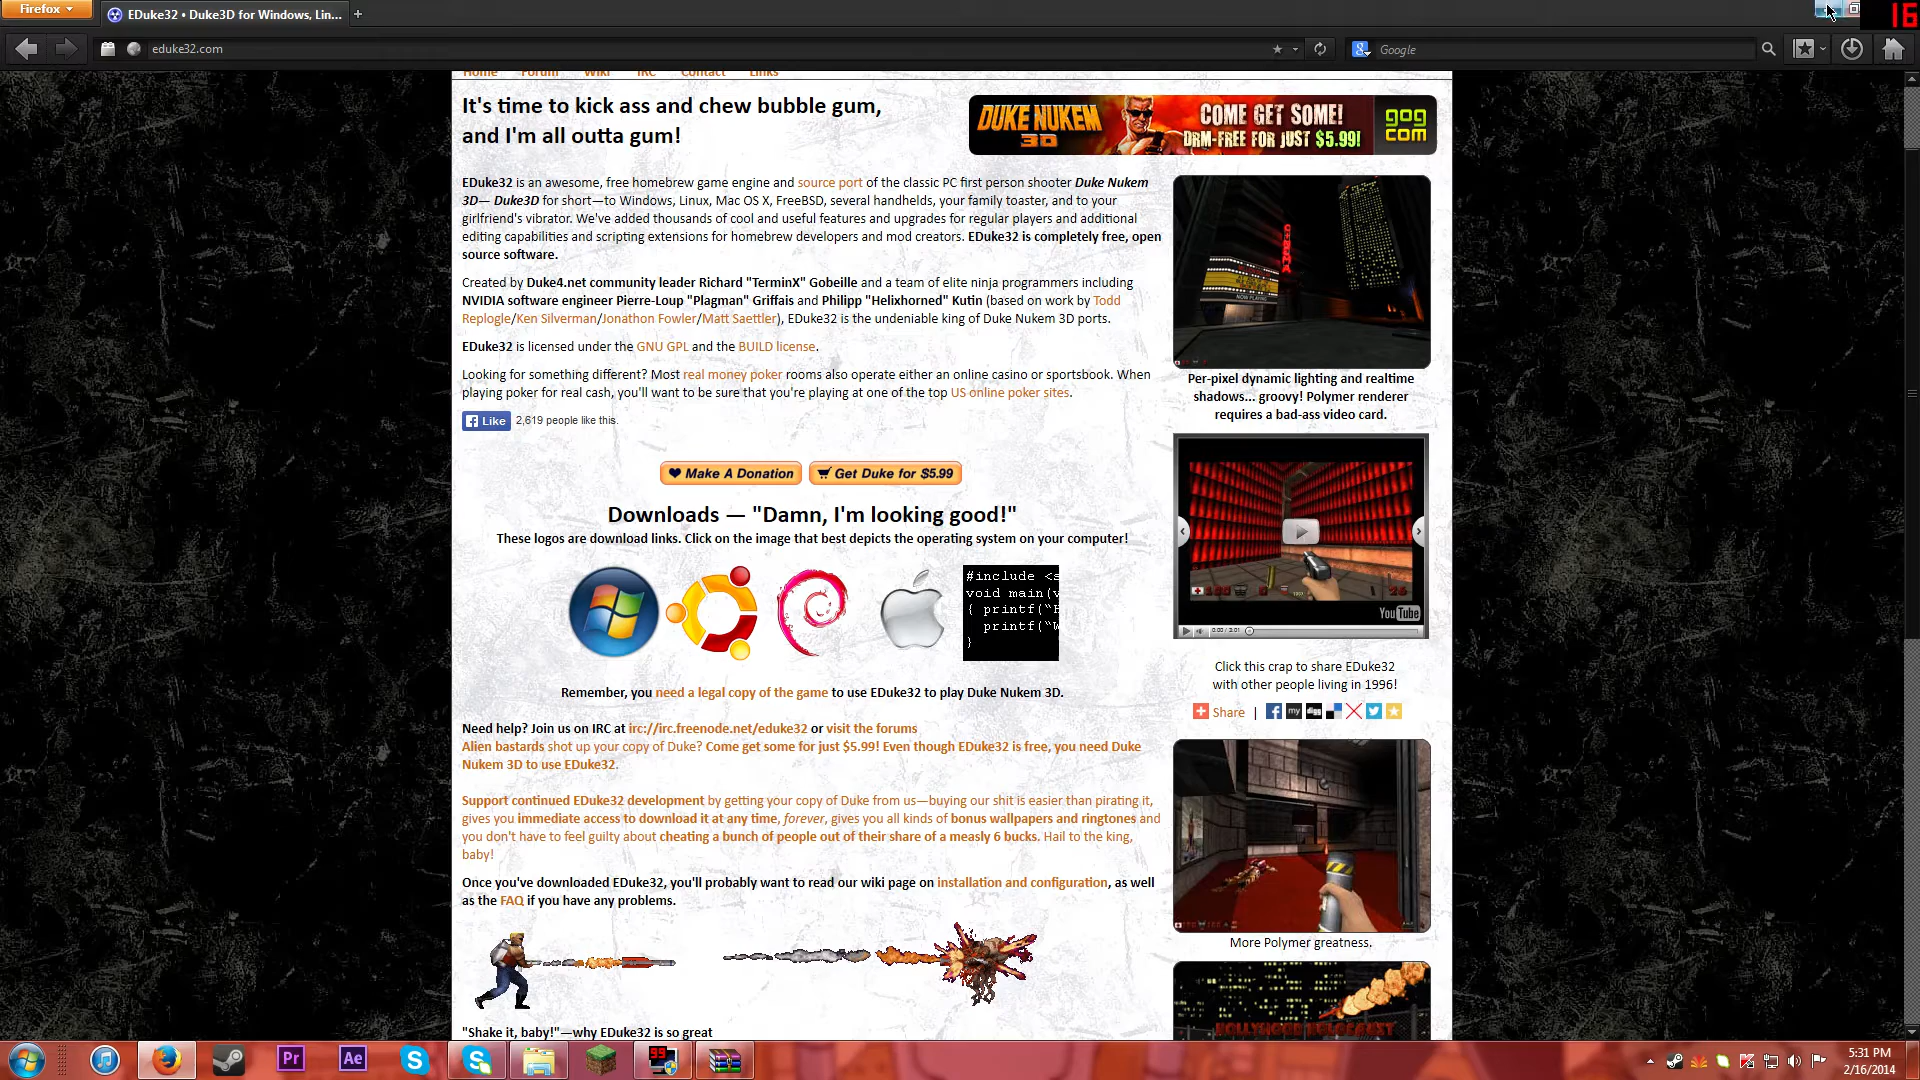 Firefox
EDuke32 • Duke3D for Windows, Lin...
16
eduke32.com
Google
Home Forum Wiki IRC Contact Links
It's time to kick ass and chew bubble gum,
and I'm all outta gum!
DUKE NUKEM
3D
COME GET SOME!
DRM-FREE FOR JUST $5.99!
gog
com
EDuke32 is an awesome, free homebrew game engine and source port of the classic PC first person shooter Duke Nukem
3D— Duke3D for short—to Windows, Linux, Mac OS X, FreeBSD, several handhelds, your family toaster, and to your
girlfriend's vibrator. We've added thousands of cool and useful features and upgrades for regular players and additional
editing capabilities and scripting extensions for homebrew developers and mod creators. EDuke32 is completely free, open
source software.
Created by Duke4.net community leader Richard "TerminX" Gobeille and a team of elite ninja programmers including
NVIDIA software engineer Pierre-Loup "Plagman" Griffais and Philipp "Helixhorned" Kutin (based on work by Todd
Replogle/Ken Silverman/Jonathon Fowler/Matt Saettler), EDuke32 is the undeniable king of Duke Nukem 3D ports.
EDuke32 is licensed under the GNU GPL and the BUILD license.
Looking for something different? Most real money poker rooms also operate either an online casino or sportsbook. When
playing poker for real cash, you'll want to be sure that you're playing at one of the top US online poker sites.
Like 2,619 people like this.
Make A Donation Get Duke for $5.99
Downloads — "Damn, I'm looking good!"
These logos are download links. Click on the image that best depicts the operating system on your computer!
#include <s
void main(v
{ printf("H
printf("W
}
Remember, you need a legal copy of the game to use EDuke32 to play Duke Nukem 3D.
Need help? Join us on IRC at irc://irc.freenode.net/eduke32 or visit the forums
Alien bastards shot up your copy of Duke? Come get some for just $5.99! Even though EDuke32 is free, you need Duke
Nukem 3D to use EDuke32.
Support continued EDuke32 development by getting your copy of Duke from us—buying our shit is easier than pirating it,
gives you immediate access to download it at any time, forever, gives you all kinds of bonus wallpapers and ringtones and
you don't have to feel guilty about cheating a bunch of people out of their share of a measly 6 bucks. Hail to the king,
baby!
Once you've downloaded EDuke32, you'll probably want to read our wiki page on installation and configuration, as well
as the FAQ if you have any problems.
"Shake it, baby!"—why EDuke32 is so great
NOW PLAYING
Per-pixel dynamic lighting and realtime
shadows... groovy! Polymer renderer
requires a bad-ass video card.
YouTube
0:00 / 2:01
Click this crap to share EDuke32
with other people living in 1996!
Share | my digg
More Polymer greatness.
HOLLYWOOD HOLOCAUST
Pr Ae 99
5:31 PM
2/16/2014